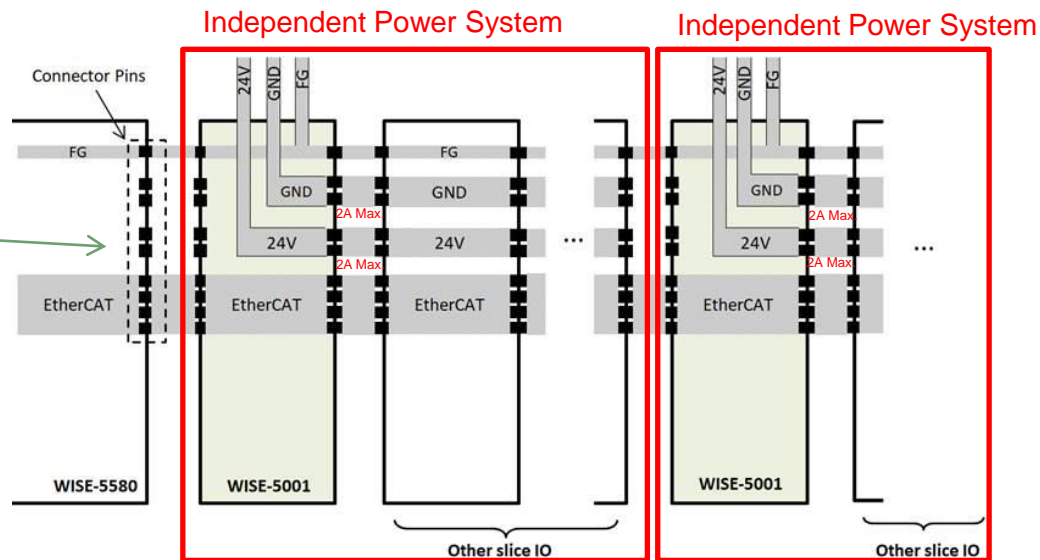 Independent Power System
Independent Power System
Connector Pins
24V
GND
FG
24V
GND
FG
FG
FG
GND
GND
GND
2A Max.
2A Max.
24V
24V
...
24V
...
2A Max.
2A Max.
EtherCAT
EtherCAT
EtherCAT
EtherCAT
WISE-5580
WISE-5001
WISE-5001
Other slice IO
Other slice IO